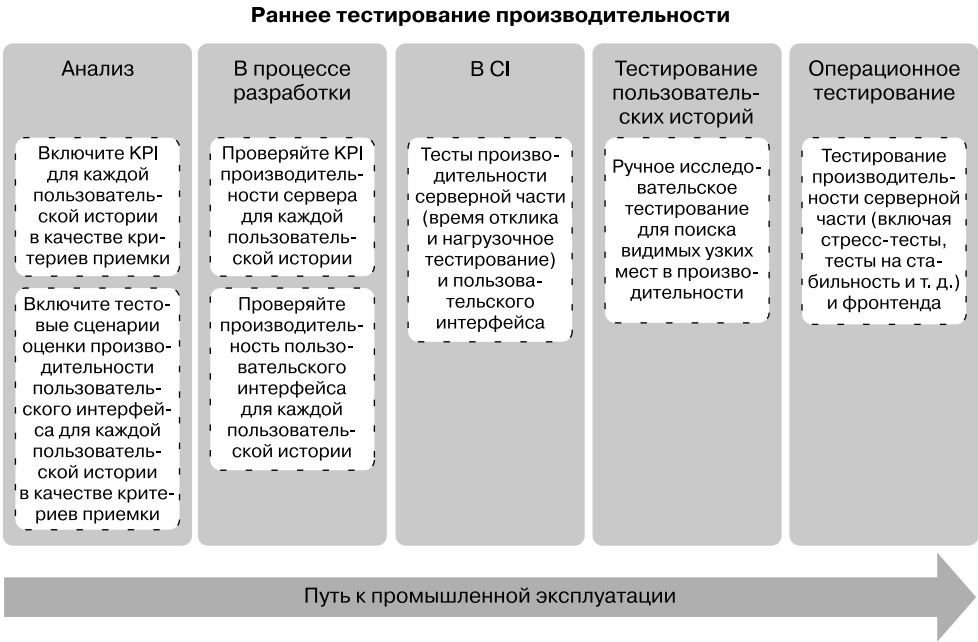 Раннее тестирование производительности
Анализ
Включите KPI
для каждой
пользователь-
ской истории
в качестве кри-
териев приемки
Включите тесто-
вые сценарии
оценки произво-
дительности
пользователь-
ского интерфей-
са для каждой
пользователь-
ской истории
в качестве крите-
риев приемки
В процессе
разработки
Проверяйте KPI
производитель-
ности сервера
для каждой
пользователь-
ской истории
Проверяйте
производитель-
ность пользо-
вательского
интерфейса
для каждой
пользователь-
ской истории
В CI
Тесты произво-
дительности
серверной части
(время отклика
и нагрузочное
тестирование)
и пользова-
тельского
интерфейса
Тестирование
пользователь-
ских историй
Ручное исследо-
вательское
тестирование
для поиска
видимых узких
мест в произво-
дительности
Операционное
тестирование
Тестирование
производитель-
ности серверной
части (включая
стресс-тесты,
тесты на ста-
бильность и т. д.)
и фронтенда
Путь к промышленной эксплуатации